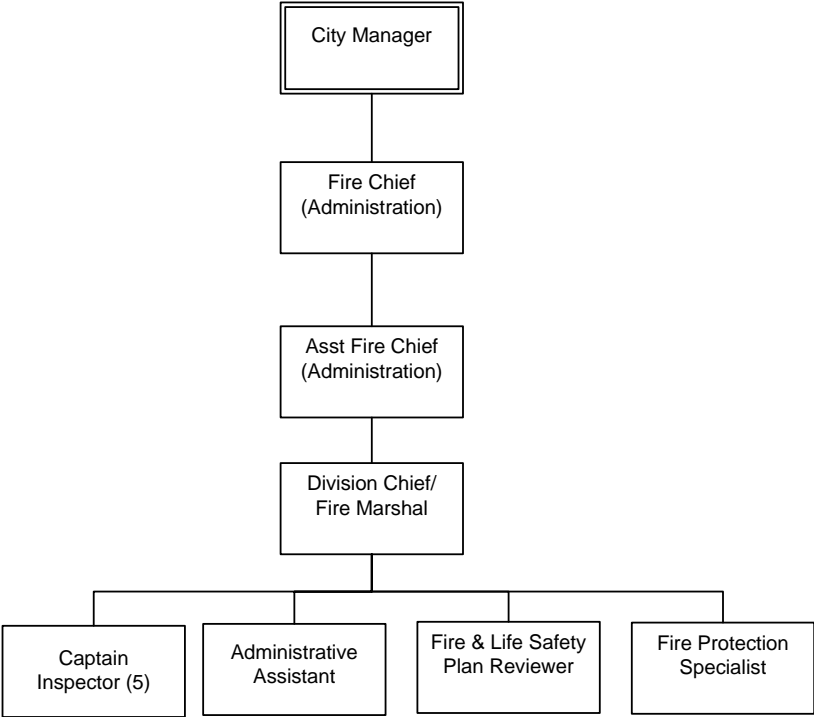 City Manager
Fire Chief
(Administration)
Asst Fire Chief
(Administration)
Division Chief/
Fire Marshal
Captain
Inspector (5)
Administrative
Assistant
Fire & Life Safety
Plan Reviewer
Fire Protection
Specialist